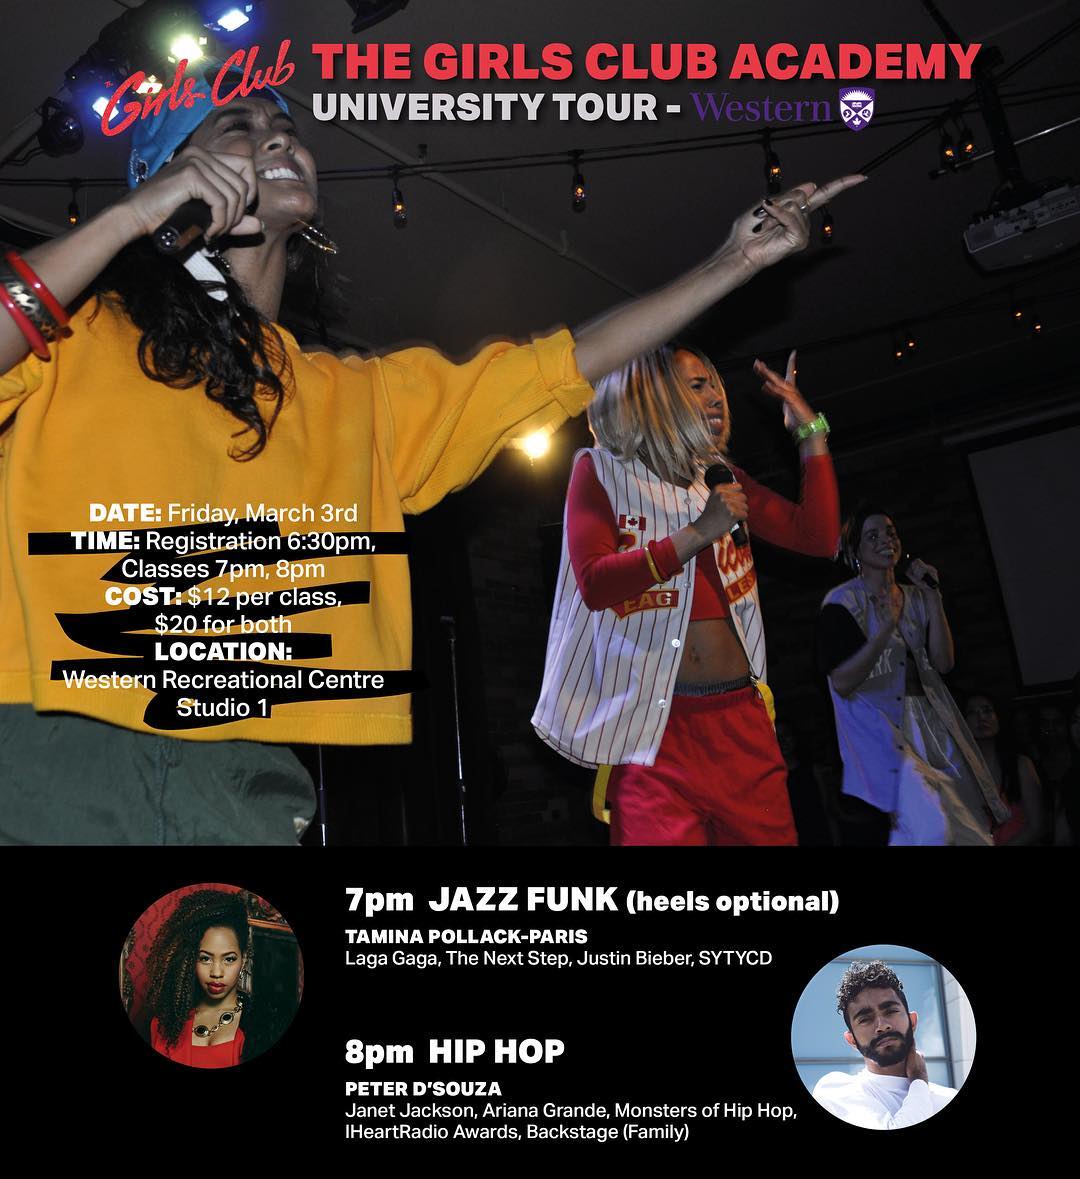 Girls Club
THE GIRLS CLUB ACADEMY
UNIVERSITY TOUR - Western
DATE: Friday, March 3rd
TIME: Registration 6:30pm,
Classes 7pm, 8pm
COST: $12 per class,
$20 for both
LOCATION:
Western Recreational Centre
Studio 1
7pm JAZZ FUNK (heels optional)
TAMINA POLLACK-PARIS
Laga Gaga, The Next Step, Justin Bieber, SYTYCD
8pm HIP HOP
PETER D'SOUZA
Janet Jackson, Ariana Grande, Monsters of Hip Hop,
IHeartRadio Awards, Backstage (Family)